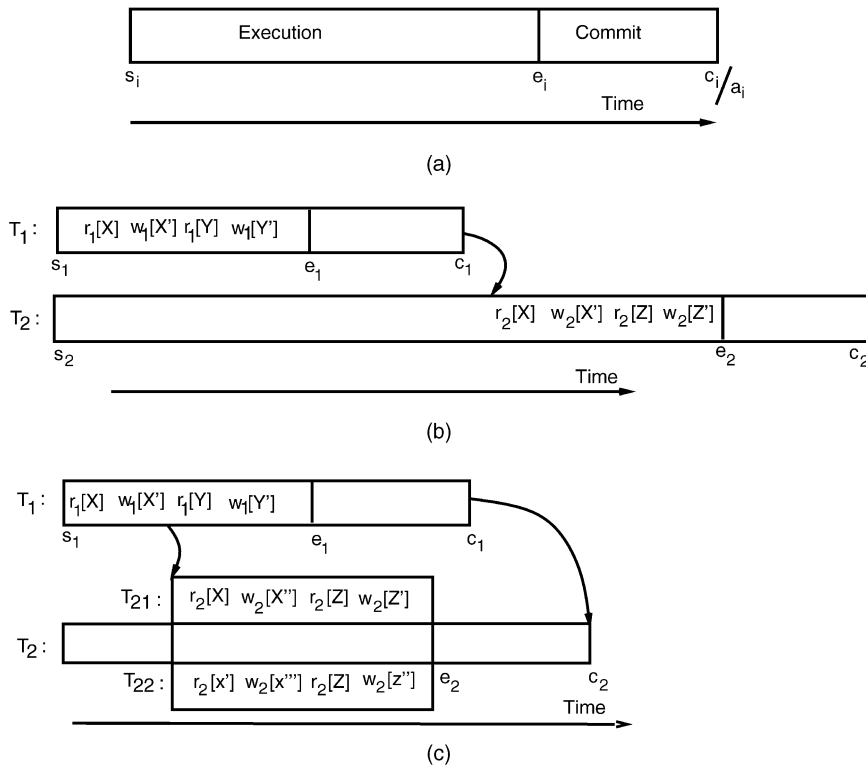 Execution Commit
s_i e_i c_i / a_i
Time
(a)
T_1 : r_1[X] w_1[X'] r_1[Y] w_1[Y']
s_1 e_1 c_1
T_2 : r_2[X] w_2[X'] r_2[Z] w_2[Z']
s_2 e_2 c_2
Time
(b)
T_1 : r_1[X] w_1[X'] r_1[Y] w_1[Y']
s_1 e_1 c_1
T_21 : r_2[X] w_2[X''] r_2[Z] w_2[Z']
T_2 :
T_22 : r_2[x'] w_2[x'''] r_2[Z] w_2[z''] e_2 c_2
Time
(c)